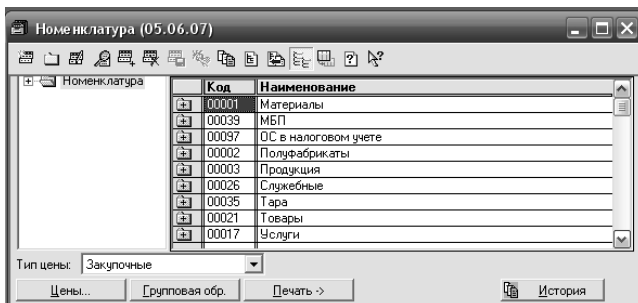 Номенклатура (05.06.07)
Номенклатура
Код Наименование
00001 Материалы
00039 МБП
00097 ОС в налоговом учете
00002 Полуфабрикаты
00003 Продукция
00026 Служебные
00035 Тара
00021 Товары
00017 Услуги
Тип цены: Закупочные
Цены... Групповая обр. Печать -> История